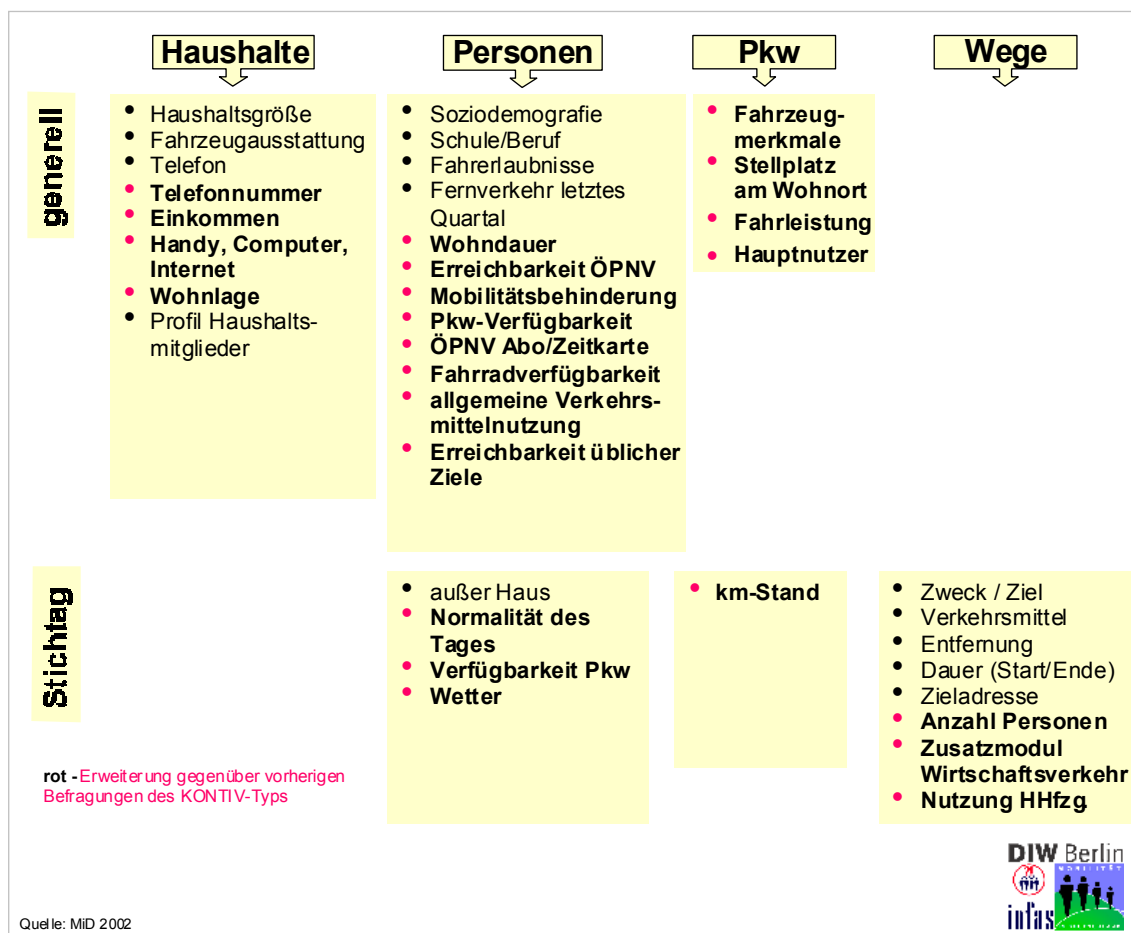 Haushalte
Personen
Pkw
Wege
generell
• Haushaltsgröße
• Fahrzeugausstattung
• Telefon
• Telefonnummer
• Einkommen
• Handy, Computer,
Internet
• Wohnlage
• Profil Haushalts-
mitglieder
• Soziodemografie
• Schule/Beruf
• Fahrerlaubnisse
• Fernverkehr letztes
Quartal
• Wohndauer
• Erreichbarkeit ÖPNV
• Mobilitätsbehinderung
• Pkw-Verfügbarkeit
• ÖPNV Abo/Zeitkarte
• Fahrradverfügbarkeit
• allgemeine Verkehrs-
mittelnutzung
• Erreichbarkeit üblicher
Ziele
• Fahrzeug-
merkmale
• Stellplatz
am Wohnort
• Fahrleistung
• Hauptnutzer
Stichtag
• außer Haus
• Normalität des
Tages
• Verfügbarkeit Pkw
• Wetter
• km-Stand
• Zweck / Ziel
• Verkehrsmittel
• Entfernung
• Dauer (Start/Ende)
• Zieladresse
• Anzahl Personen
• Zusatzmodul
Wirtschaftsverkehr
• Nutzung HHfzg.
rot - Erweiterung gegenüber vorherigen
Befragungen des KONTIV-Typs
DIW Berlin
MOBILITÄT
infas
Quelle: MiD 2002